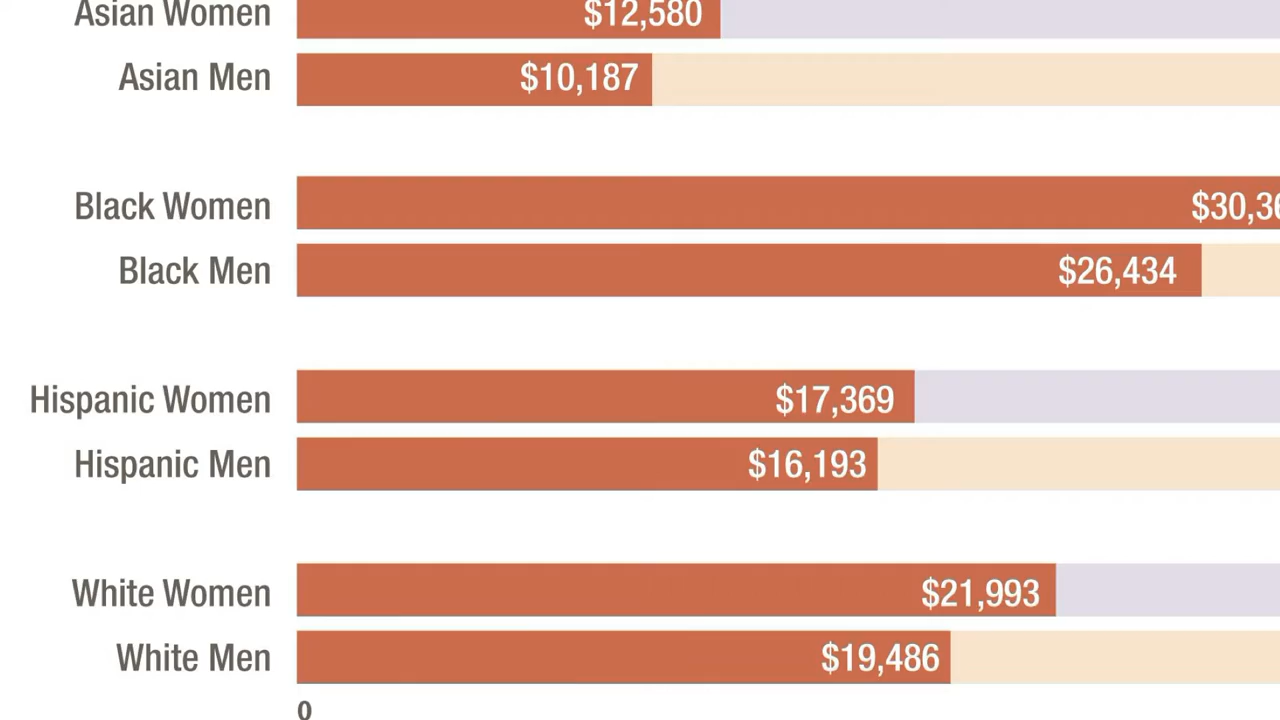 Asian Women $12,580
Asian Men $10,187
Black Women
Black Men $26,434
Hispanic Women $17,369
Hispanic Men $16,193
White Women $21,993
White Men $19,486
0